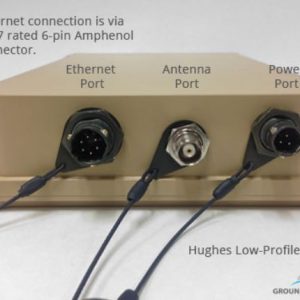 rnet connection is via
7 rated 6-pin Amphenol
nector.
Ethernet
Port
Antenna
Port
Powe
Port
Hughes Low-Profile
GROUN